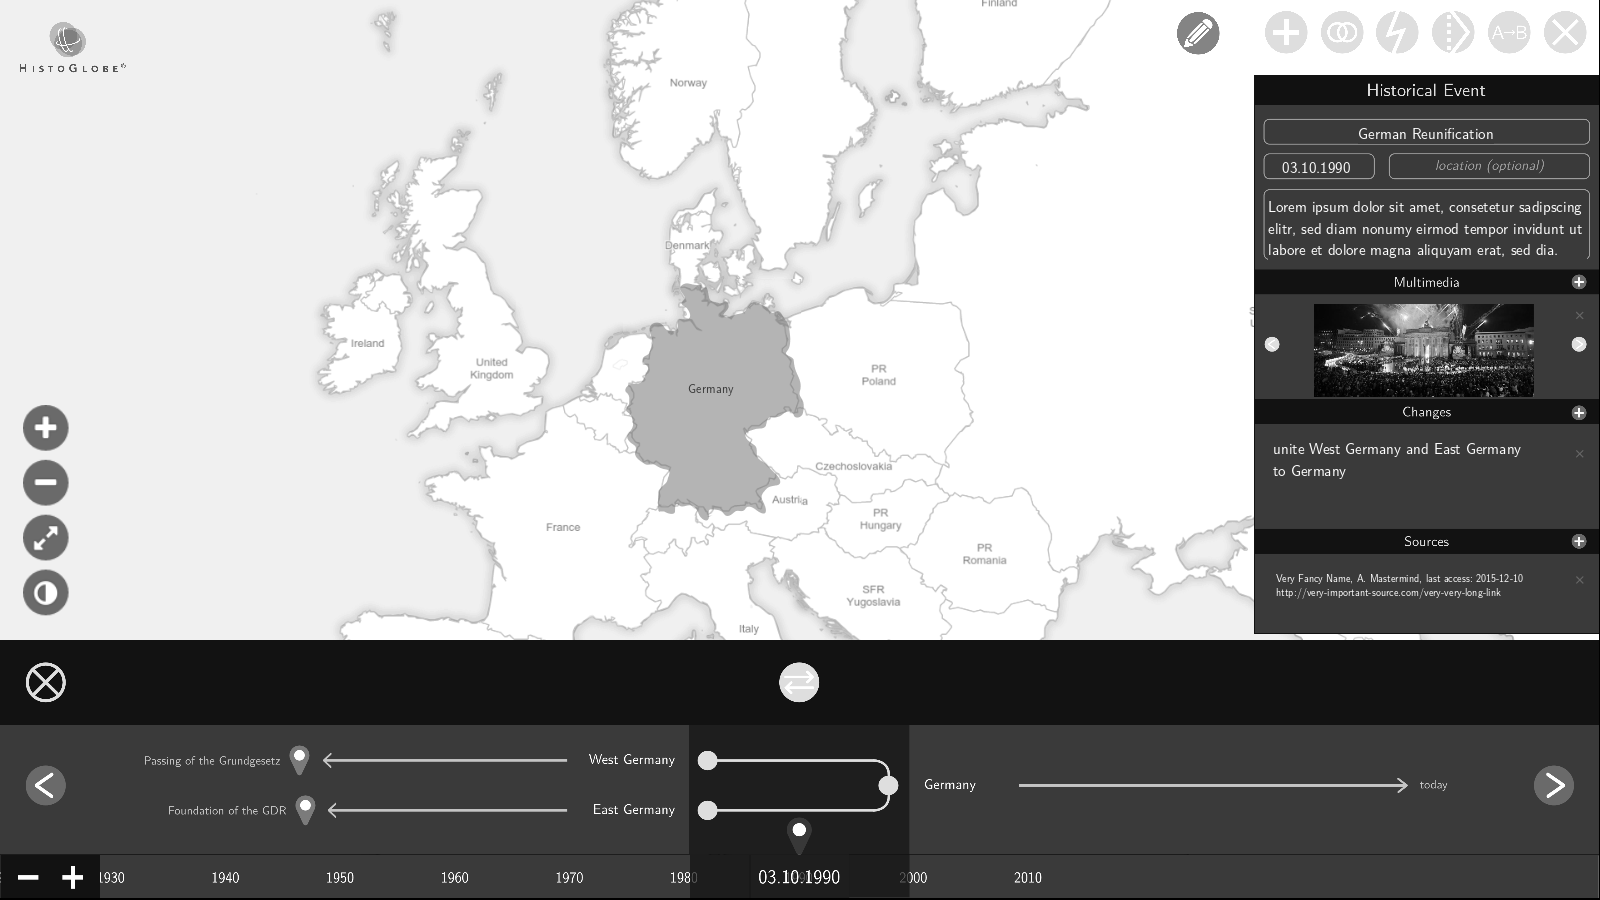 HISTOGLOBE
A→B
Historical Event
German Reunification
03.10.1990
location (optional)
Lorem ipsum dolor sit amet, consetetur sadipscing
elitr, sed diam nonumy eirmod tempor invidunt ut
labore et dolore magna aliquyam erat, sed dia.
Multimedia
Changes
unite West Germany and East Germany
to Germany
Sources
Very Fancy Name, A. Mastermind, last access: 2015-12-10
http://very-important-source.com/very-very-long-link
Finland
Norway
Denmark
Ireland
United
Kingdom
Germany
PR
Poland
Czechoslovakia
Austria
France
PR
Hungary
PR
Romania
SFR
Yugoslavia
Italy
Passing of the Grundgesetz
West Germany
Foundation of the GDR
East Germany
Germany
today
1930
1940
1950
1960
1970
1980
03.10.1990
2000
2010